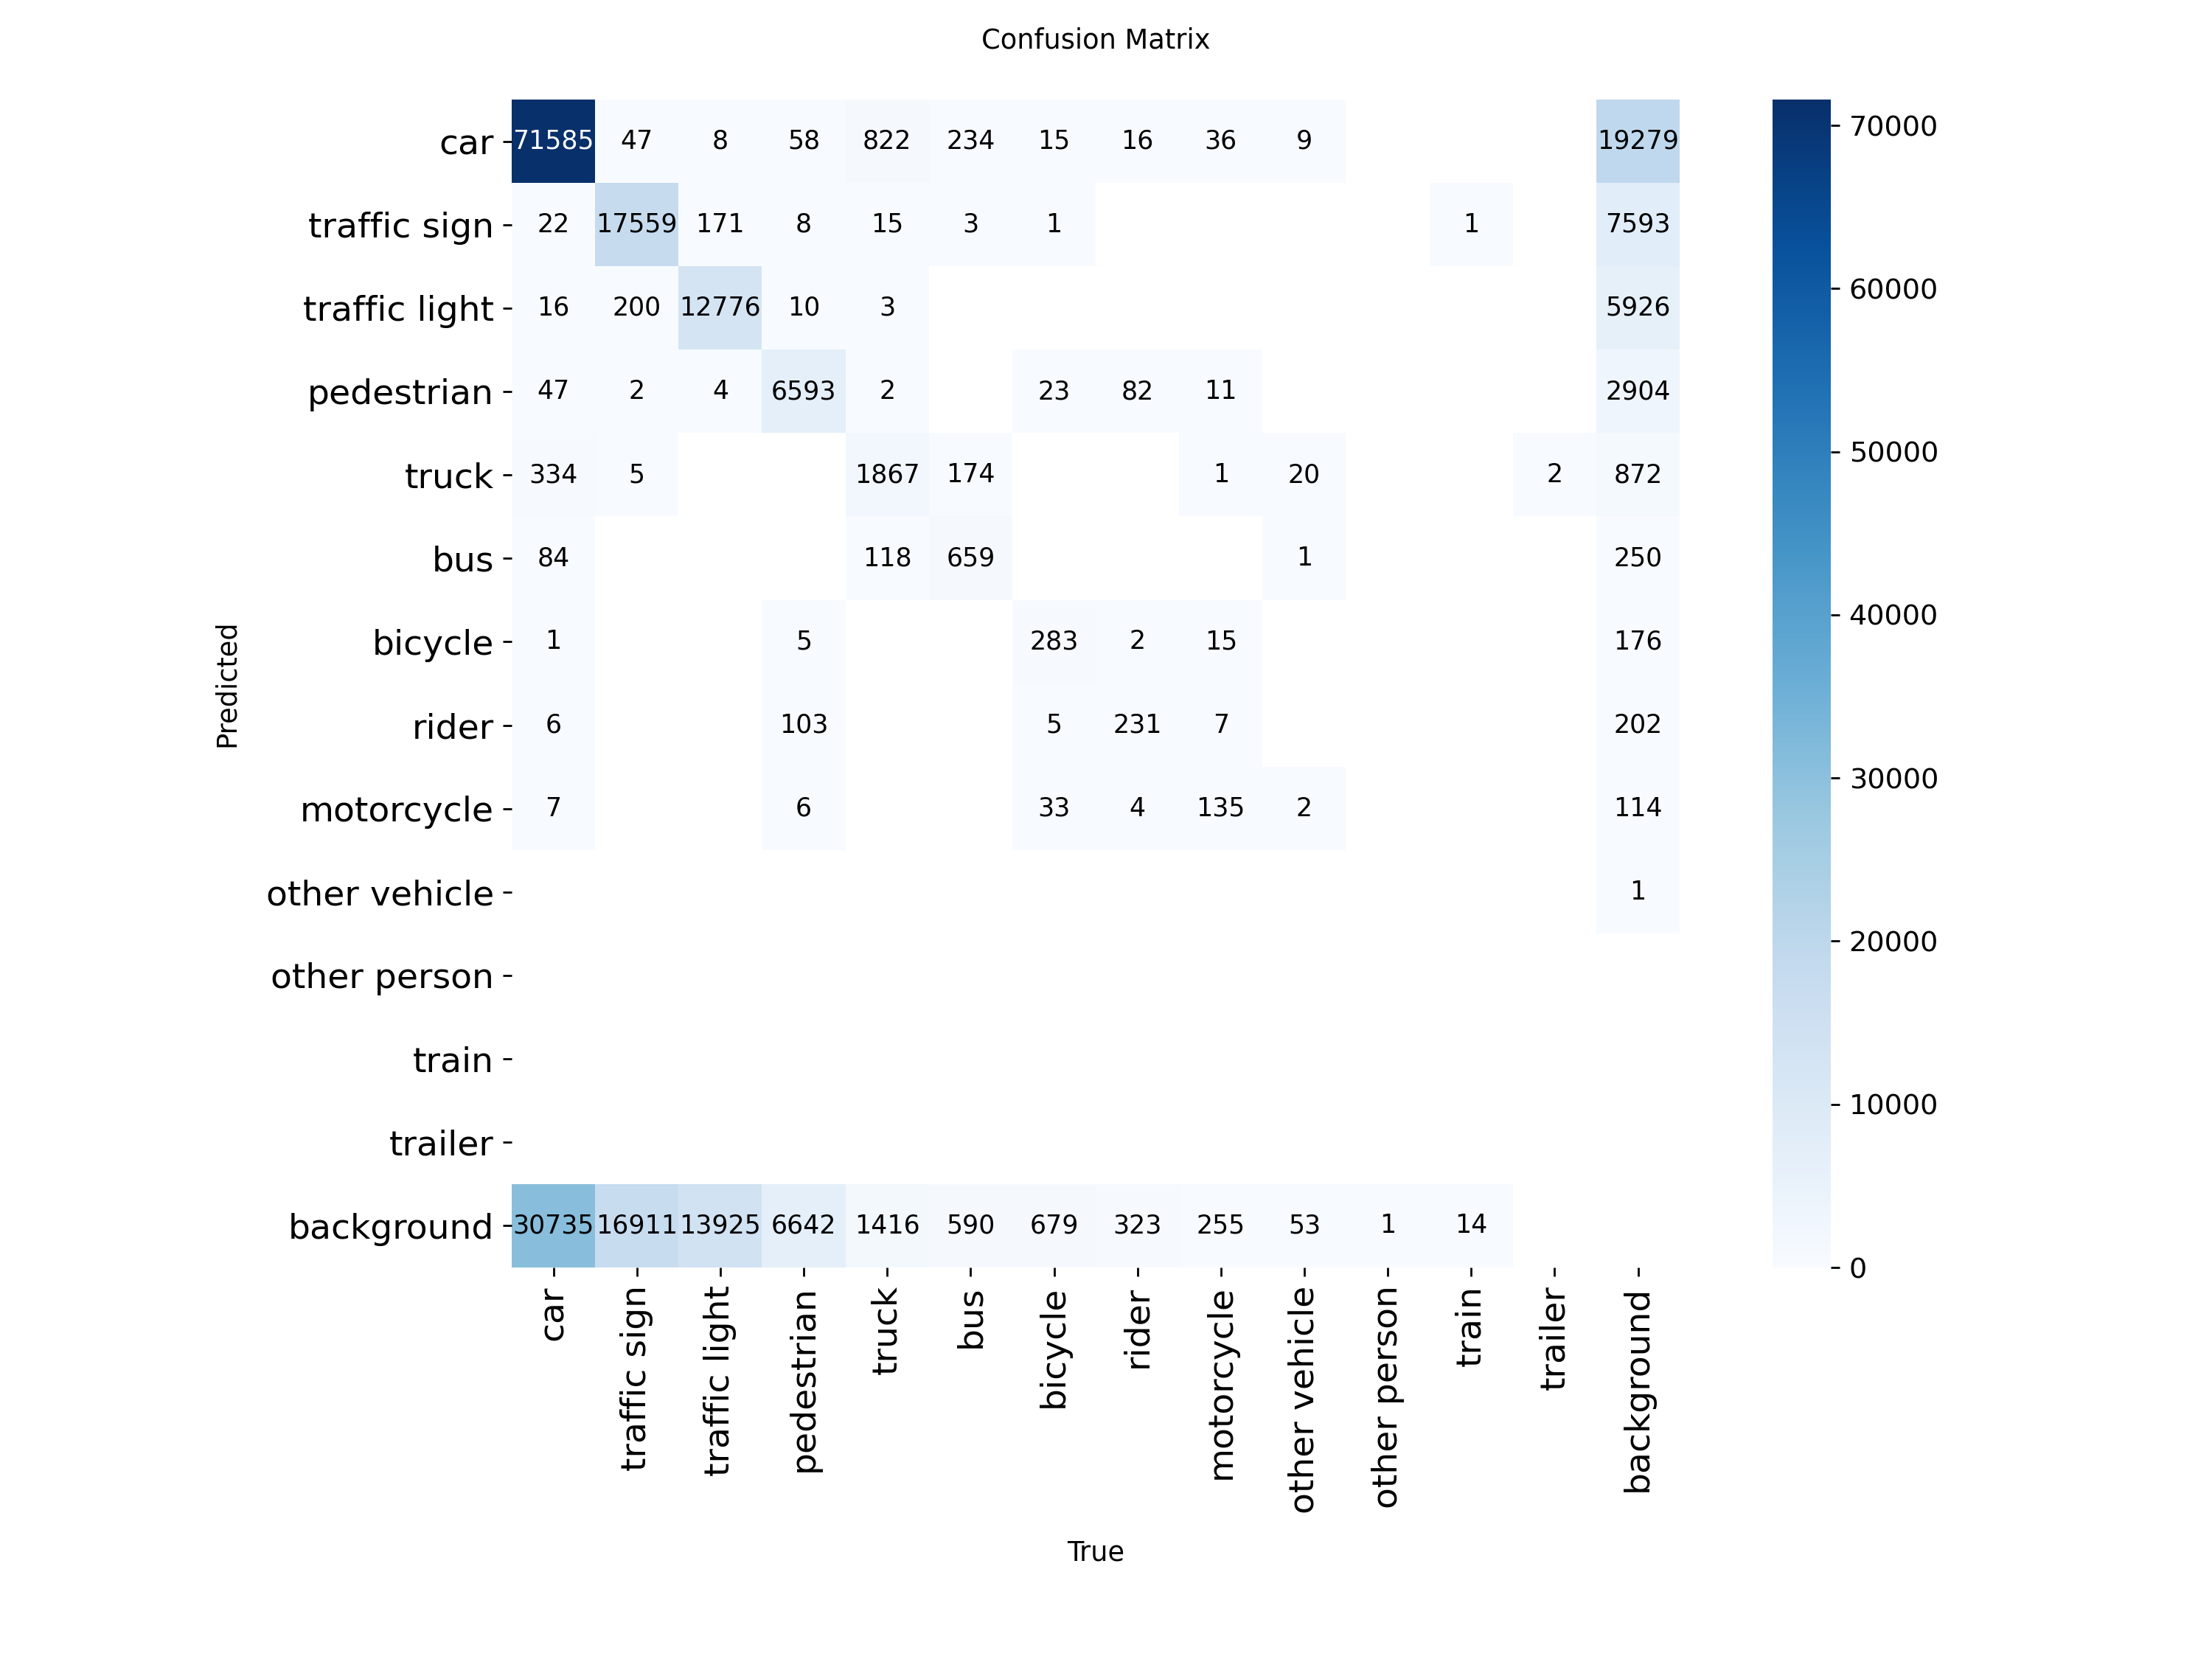 Confusion Matrix
car 71585 47 8 58 822 234 15 16 36 9 19279
traffic sign 22 17559 171 8 15 3 1 1 7593
traffic light 16 200 12776 10 3 5926
pedestrian 47 2 4 6593 2 23 82 11 2904
truck 334 5 1867 174 1 20 2 872
bus 84 118 659 1 250
bicycle 1 5 283 2 15 176
rider 6 103 5 231 7 202
motorcycle 7 6 33 4 135 2 114
other vehicle 1
other person
train
trailer
background 30735 16911 13925 6642 1416 590 679 323 255 53 1 14
car traffic sign traffic light pedestrian truck bus bicycle rider motorcycle other vehicle other person train trailer background
Predicted
True
70000
60000
50000
40000
30000
20000
10000
0